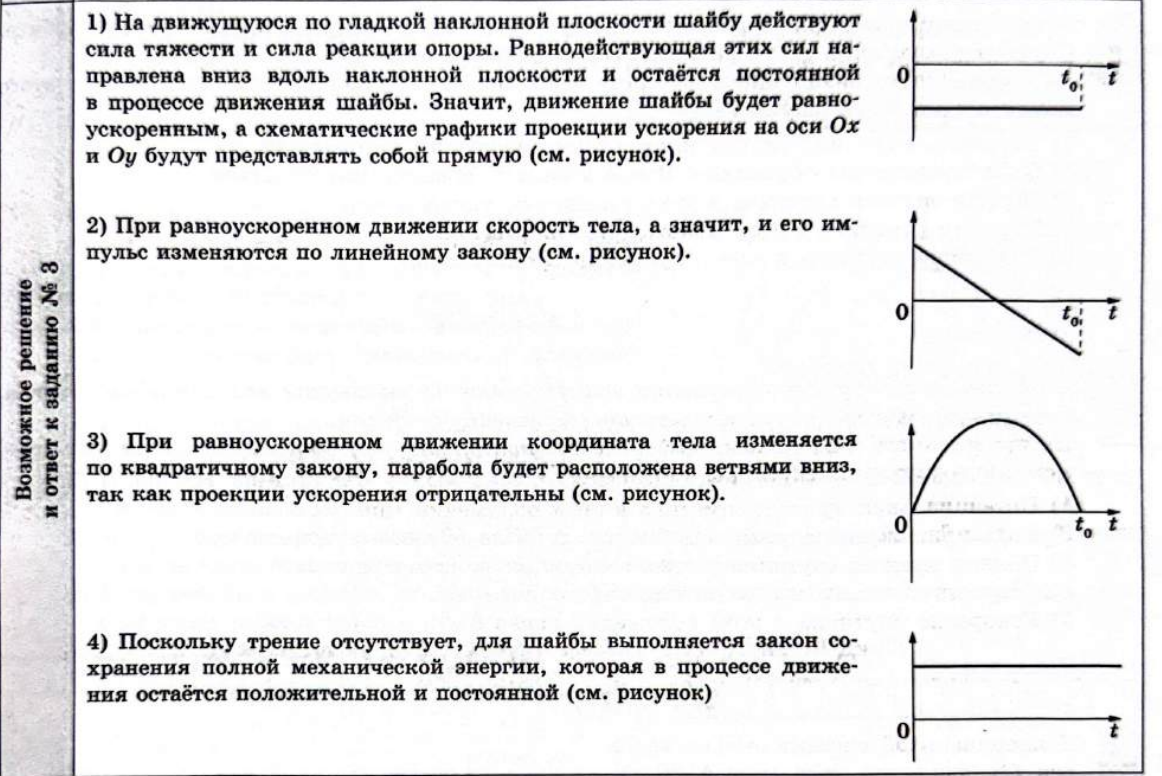 Возможное решение
и ответ к заданию № 3
1) На движущуюся по гладкой наклонной плоскости шайбу действуют
сила тяжести и сила реакции опоры. Равнодействующая этих сил на-
правлена вниз вдоль наклонной плоскости и остаётся постоянной
в процессе движения шайбы. Значит, движение шайбы будет равно-
ускоренным, а схематические графики проекции ускорения на оси Ox
и Oy будут представлять собой прямую (см. рисунок).
0 t₀ t
2) При равноускоренном движении скорость тела, а значит, и его им-
пульс изменяются по линейному закону (см. рисунок).
0 t₀ t
3) При равноускоренном движении координата тела изменяется
по квадратичному закону, парабола будет расположена ветвями вниз,
так как проекции ускорения отрицательны (см. рисунок).
0 t₀ t
4) Поскольку трение отсутствует, для шайбы выполняется закон со-
хранения полной механической энергии, которая в процессе движе-
ния остаётся положительной и постоянной (см. рисунок)
0 t